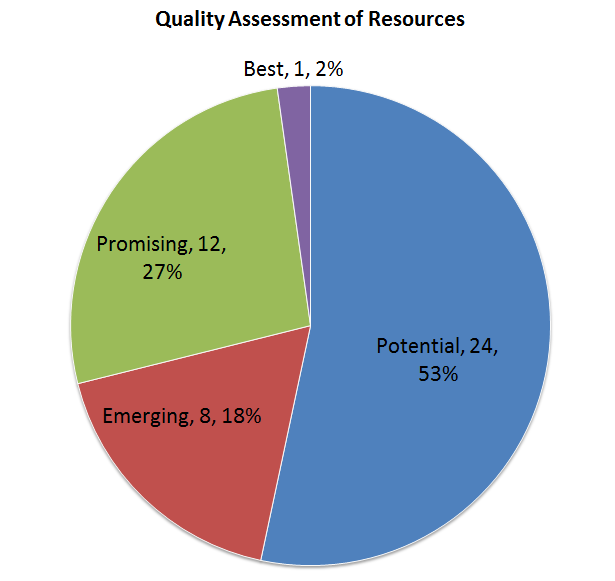 Quality Assessment of Resources
Best, 1, 2%
Promising, 12,
27%
Potential, 24,
53%
Emerging, 8, 18%